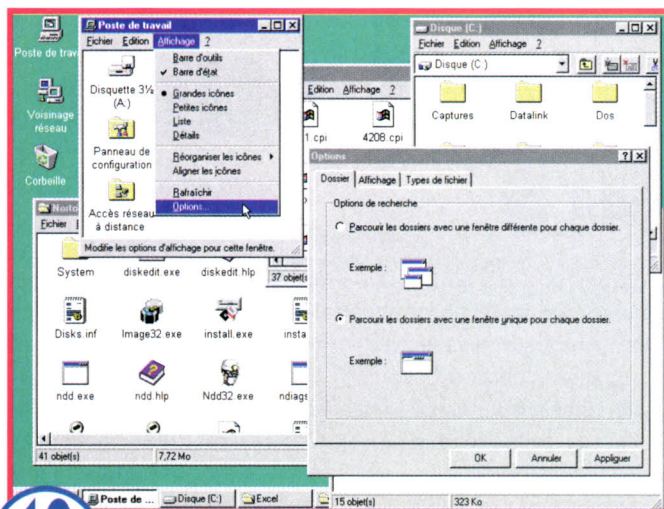 Poste de travail
Fichier Edition Affichage ?
Barre d'outils
Barre d'état
Grandes icônes
Petites icônes
Liste
Détails
Réorganiser les icônes
Aligner les icônes
Rafraîchir
Options...
Disquette 3½
(A:)
Panneau de
configuration
Accès réseau
à distance
Modifie les options d'affichage pour cette fenêtre.
Poste de
Voisinage
réseau
Corbeille
Disque (C:)
Fichier Edition Affichage ?
Disque (C:)
Captures Datalink Dos
Edition Affichage ?
4208.cpi
37
Options
Dossier Affichage Types de fichier
Options de recherche
Parcourir les dossiers avec une fenêtre différente pour chaque dossier.
Exemple :
Parcourir les dossiers avec une fenêtre unique pour chaque dossier.
Exemple :
OK Annuler Appliquer
Fichier
System diskedit.exe diskedit.hlp
Disks.inf Image32.exe install.exe
ndd.exe ndd.hlp Ndd32.exe
41 objet(s) 7,72 Mo
15 objet(s) 323 Ko
Poste de ... Disque (C:) Excel